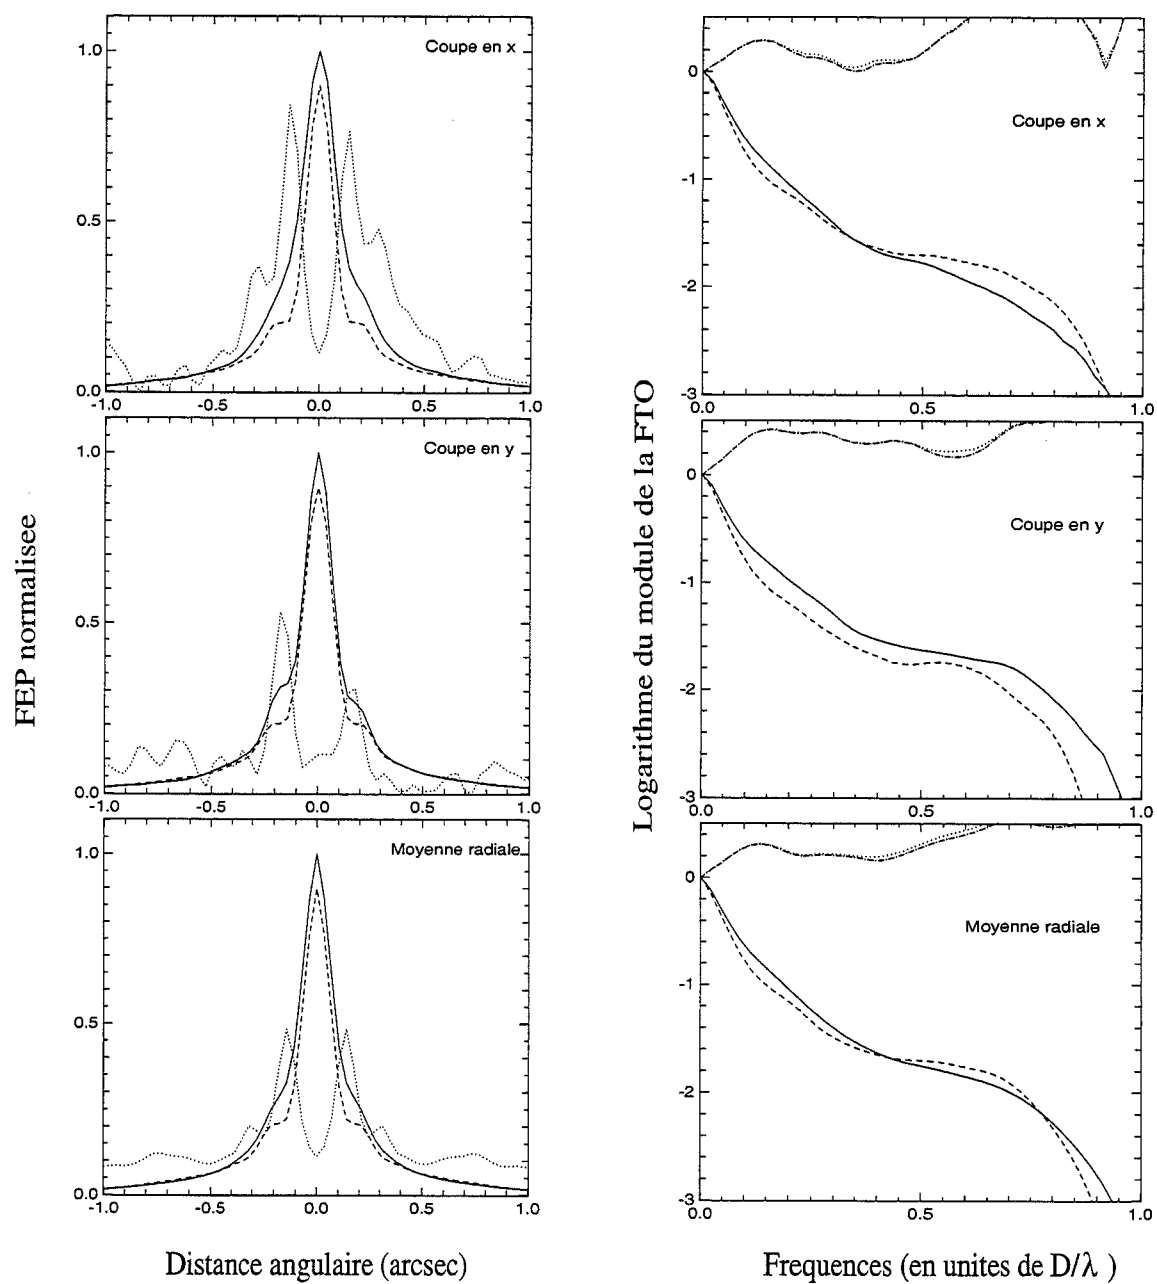 Coupe en x
1.0
0.5
0.0
-1.0 -0.5 0.0 0.5 1.0
Coupe en y
1.0
0.5
0.0
-1.0 -0.5 0.0 0.5 1.0
Moyenne radiale
1.0
0.5
0.0
-1.0 -0.5 0.0 0.5 1.0
FEP normalisee
Distance angulaire (arcsec)
Coupe en x
0
-1
-2
-3
0.0 0.5 1.0
Coupe en y
0
-1
-2
-3
0.0 0.5 1.0
Moyenne radiale
0
-1
-2
-3
0.0 0.5 1.0
Logarithme du module de la FTO
Frequences (en unites de D/λ )